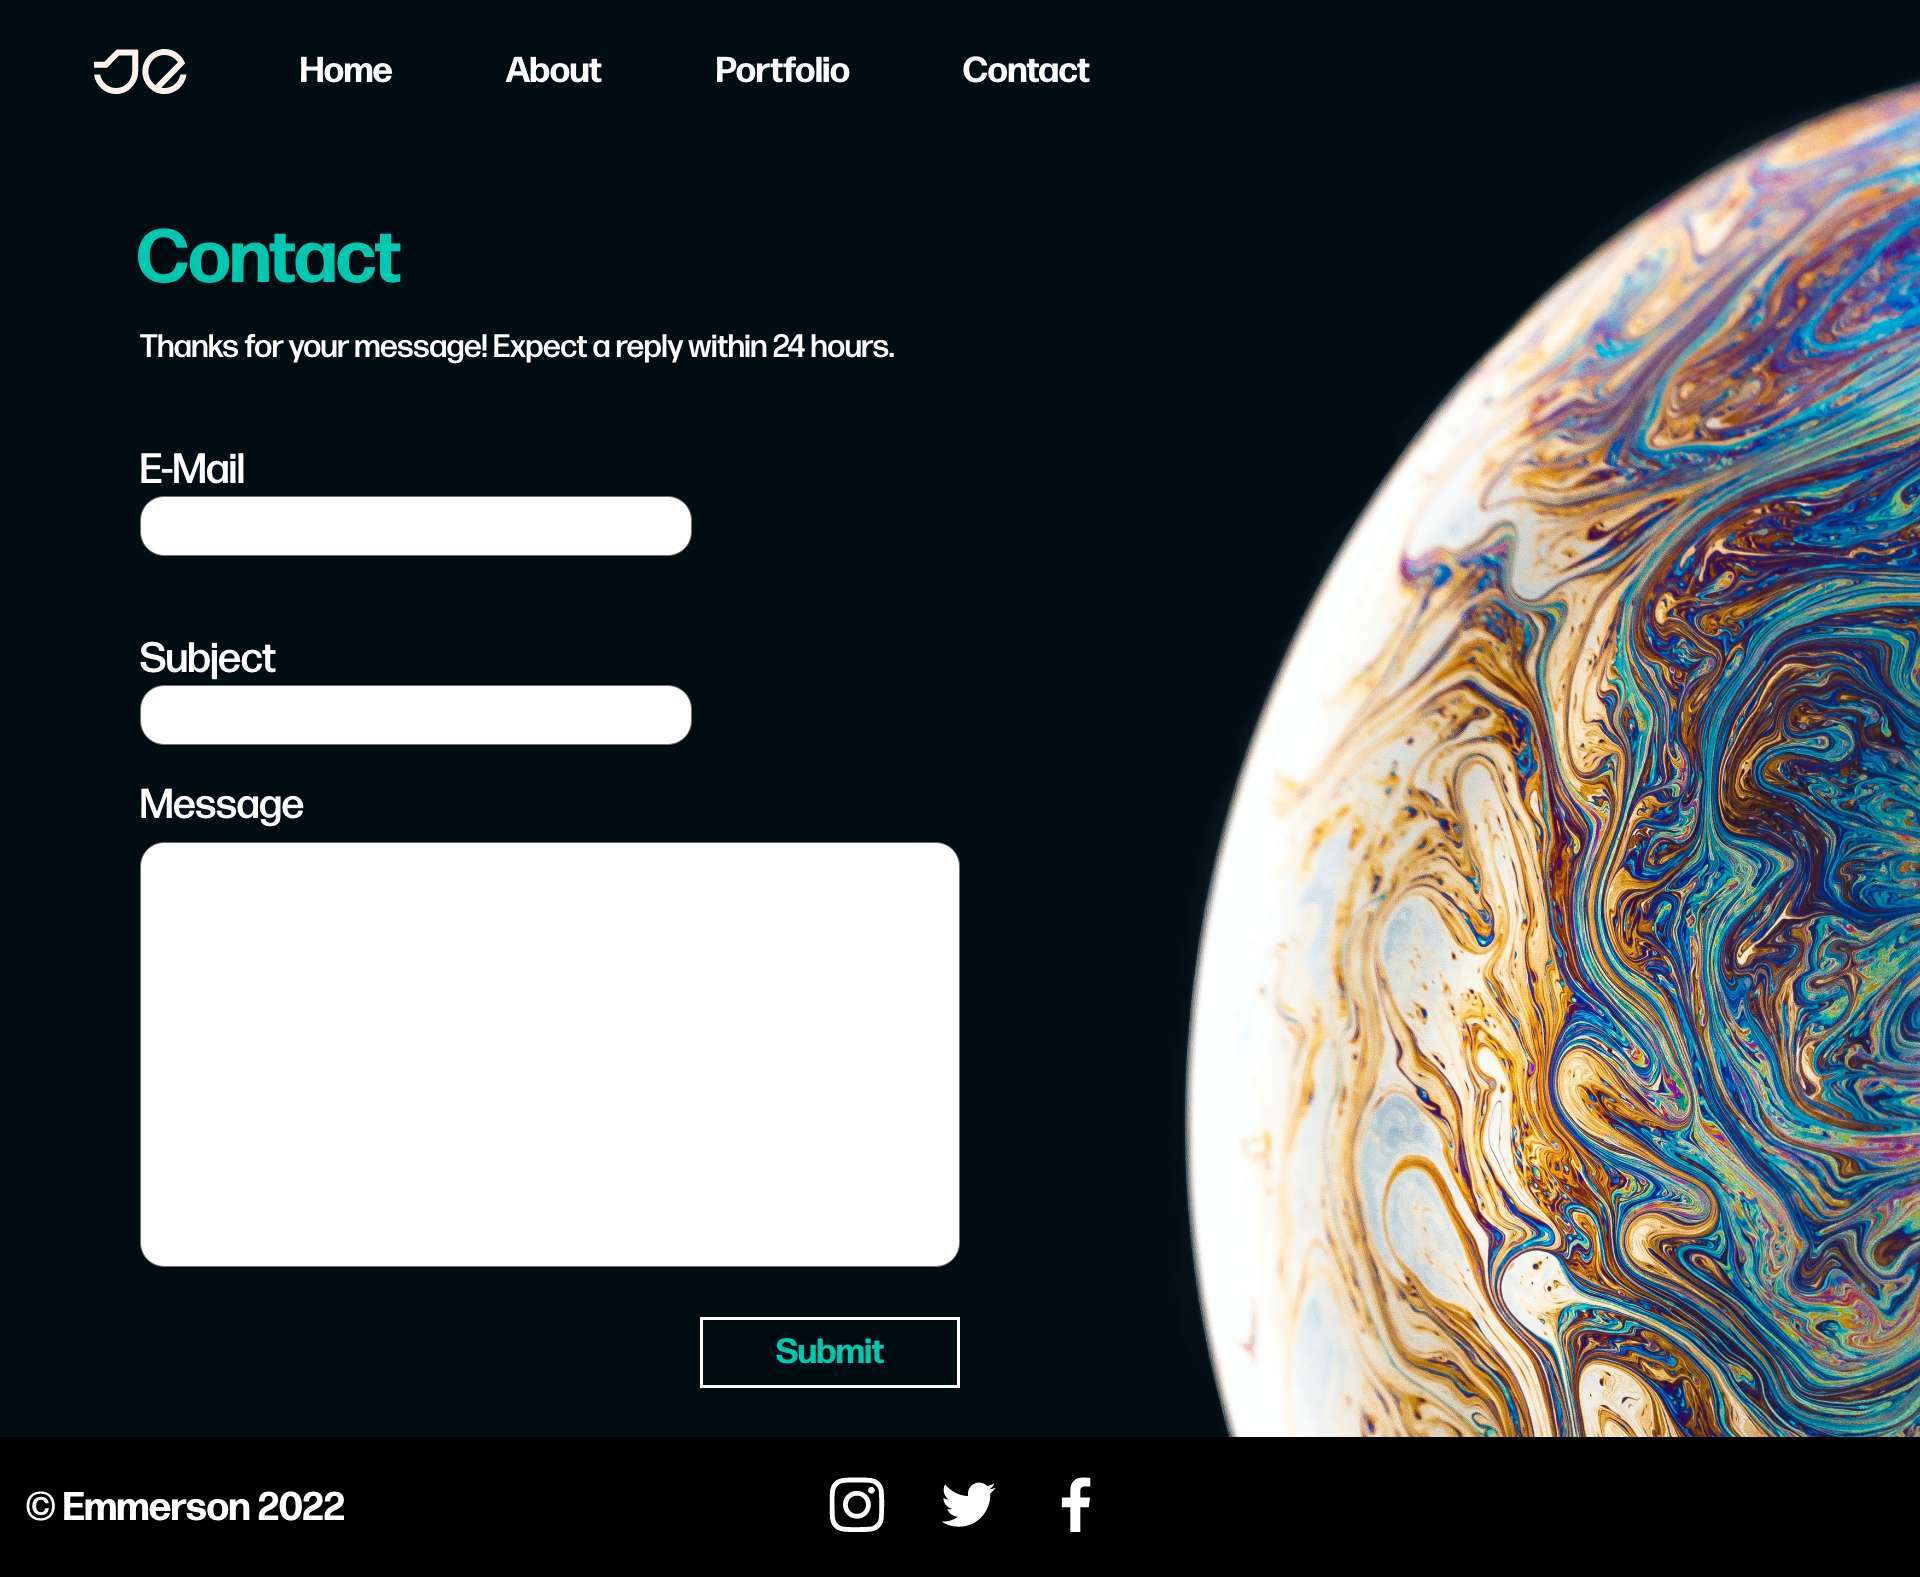 Je
Home About Portfolio Contact
Contact
Thanks for your message! Expect a reply within 24 hours.
E-Mail
Subject
Message
Submit
© Emmerson 2022